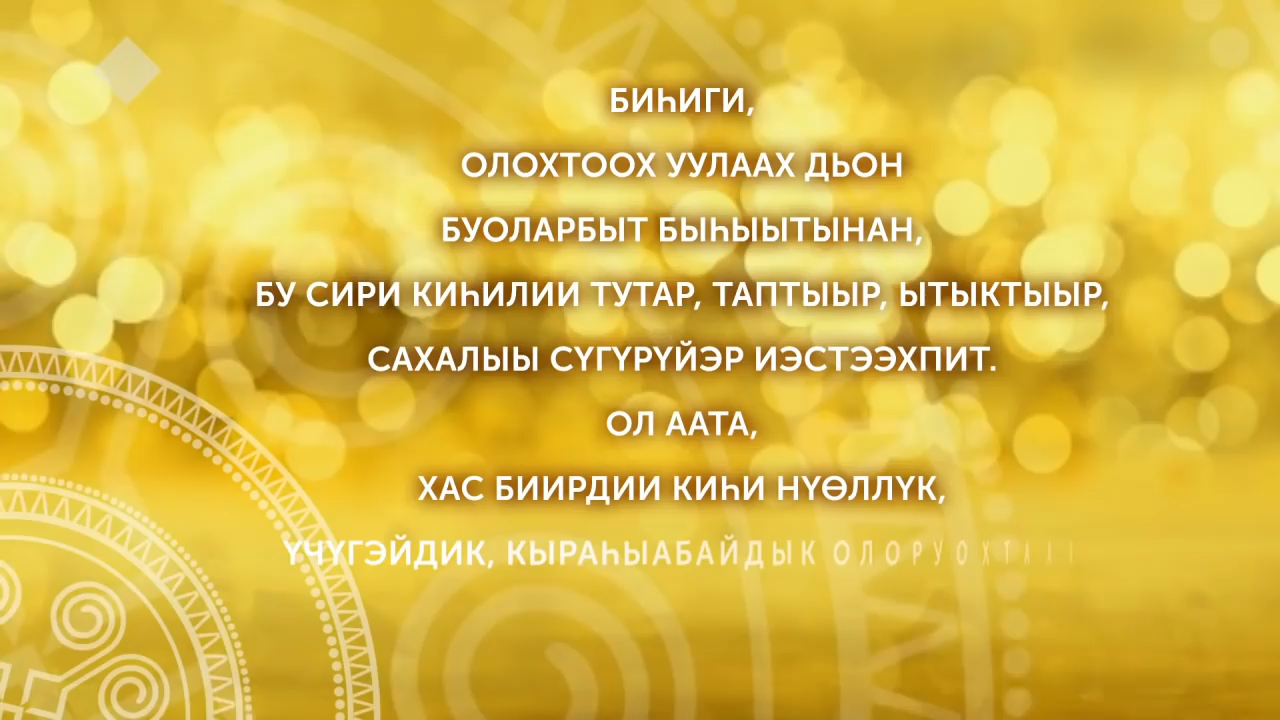 БИҺИГИ,
ОЛОХТООХ УУЛААХ ДЬОН
БУОЛАРБЫТ БЫҺЫЫТЫНАН,
БУ СИРИ КИҺИЛИИ ТУТАР, ТАПТЫЫР, ЫТЫКТЫЫР,
САХАЛЫЫ СҮГҮРҮЙЭР ИЭСТЭЭХПИТ.
ОЛ ААТА,
ХАС БИИРДИИ КИҺИ НҮӨЛЛҮК,
ҮЧҮГЭЙДИК, КЫРАҺЫАБАЙДЫК